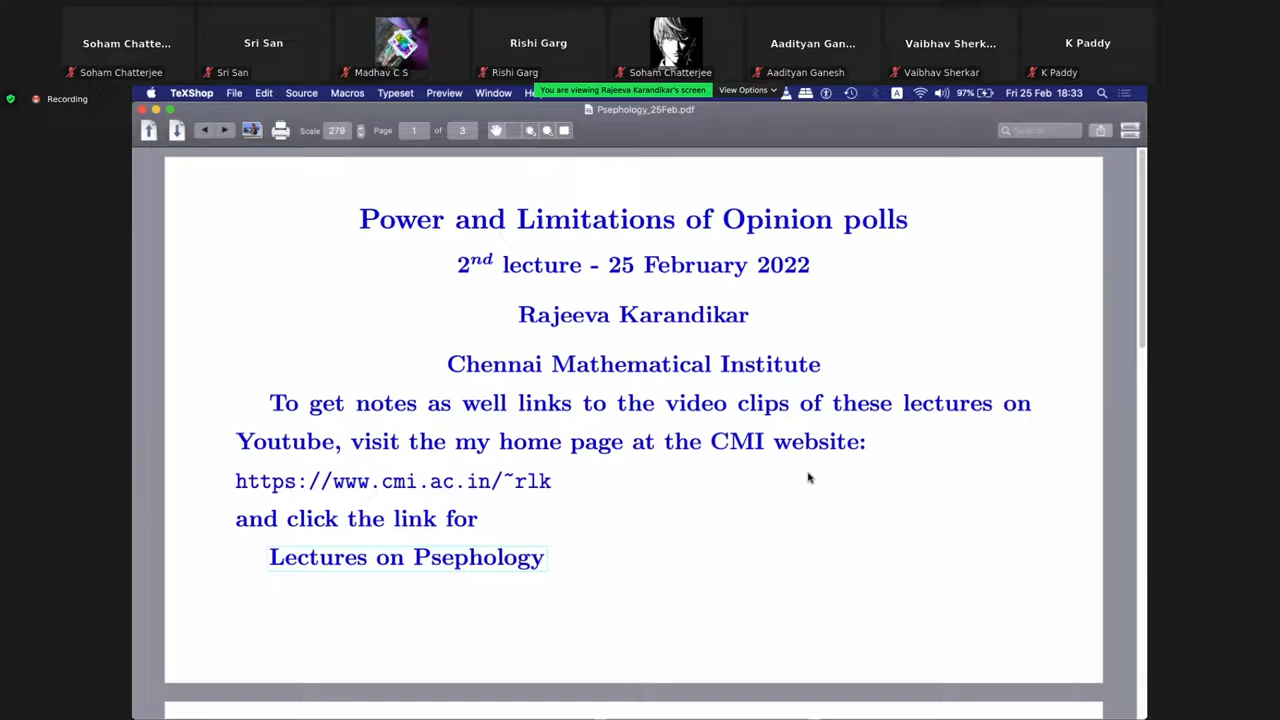 Soham Chatte...
Sri San
Rishi Garg
Aadityan Gan...
Vaibhav Sherk...
K Paddy
Soham Chatterjee
Sri San
Madhav C S
Rishi Garg
Soham Chatterjee
Aadityan Ganesh
Vaibhav Sherkar
K Paddy
You are viewing Rajeeva Karandikar's screen
View Options
Recording
TeXShop File Edit Source Macros Typeset Preview Window
A
97%
Fri 25 Feb 18:33
Psephology_25Feb.pdf
Scale 279 Page 1 of 3
Search
Power and Limitations of Opinion polls
2nd lecture - 25 February 2022
Rajeeva Karandikar
Chennai Mathematical Institute
To get notes as well links to the video clips of these lectures on
Youtube, visit the my home page at the CMI website:
https://www.cmi.ac.in/~rlk
and click the link for
Lectures on Psephology